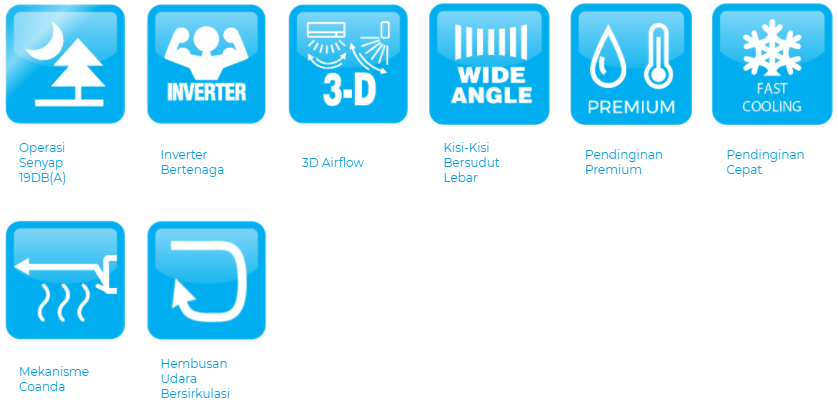 INVERTER
3-D
WIDE
ANGLE
PREMIUM
FAST
COOLING
Operasi
Senyap
19DB(A)
Inverter
Bertenaga
3D Airflow
Kisi-Kisi
Bersudut
Lebar
Pendinginan
Premium
Pendinginan
Cepat
Mekanisme
Coanda
Hembusan
Udara
Bersirkulasi